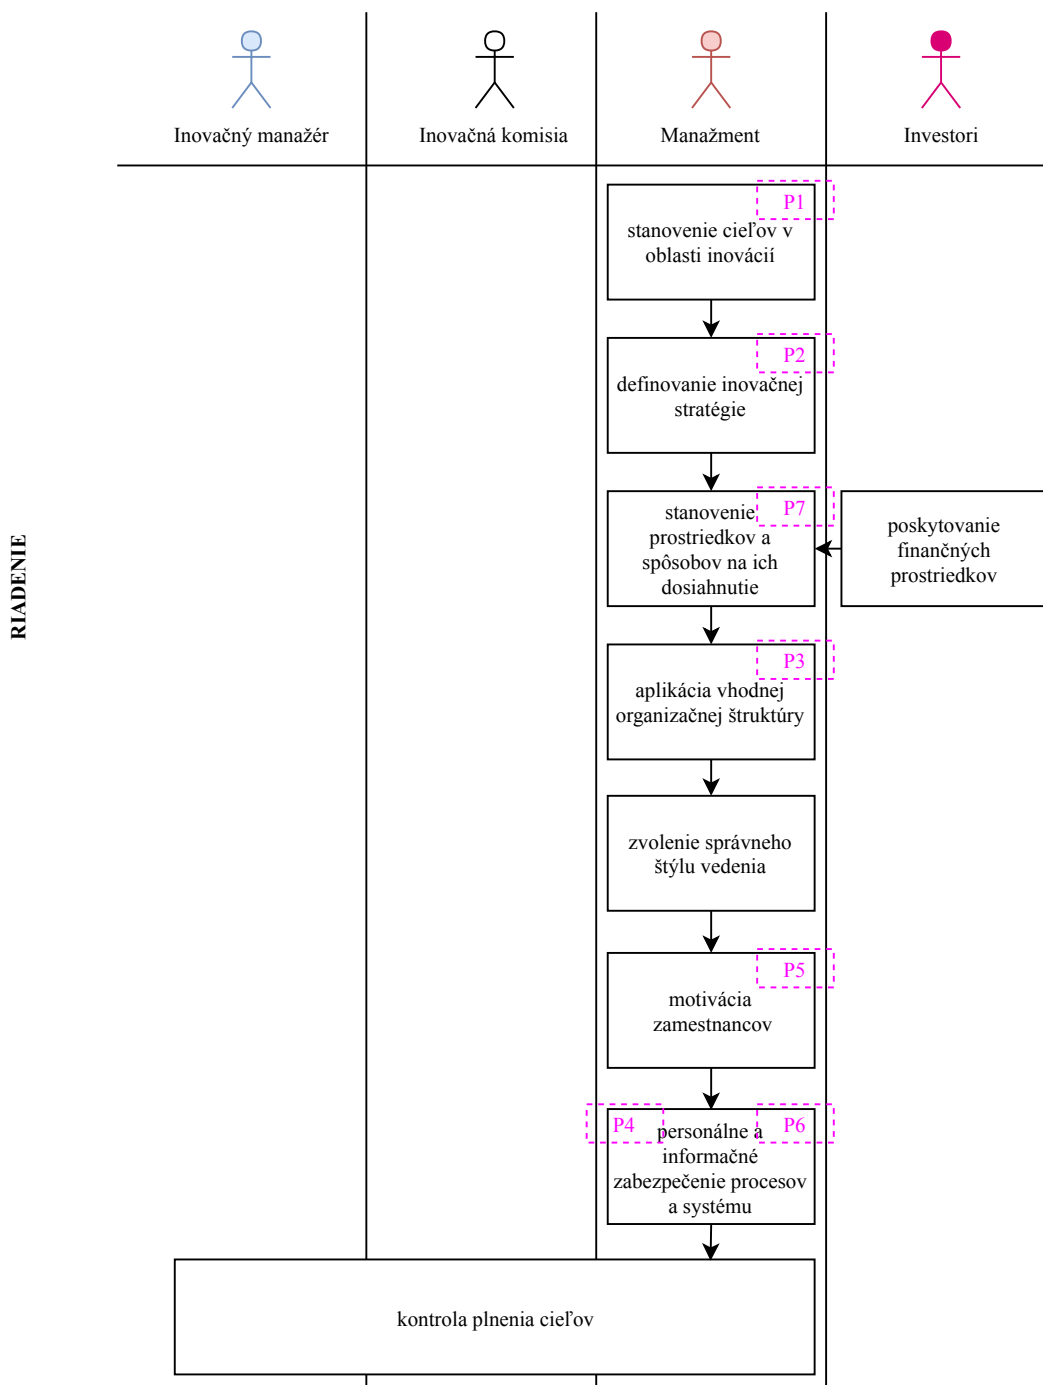 Inovačný manažér
Inovačná komisia
Manažment
Investori
RIADENIE
P1
stanovenie cieľov v
oblasti inovácií
P2
definovanie inovačnej
stratégie
P7
stanovenie
prostriedkov a
spôsobov na ich
dosiahnutie
poskytovanie
finančných
prostriedkov
P3
aplikácia vhodnej
organizačnej štruktúry
zvolenie správneho
štýlu vedenia
P5
motivácia
zamestnancov
P4
P6
personálne a
informačné
zabezpečenie procesov
a systému
kontrola plnenia cieľov